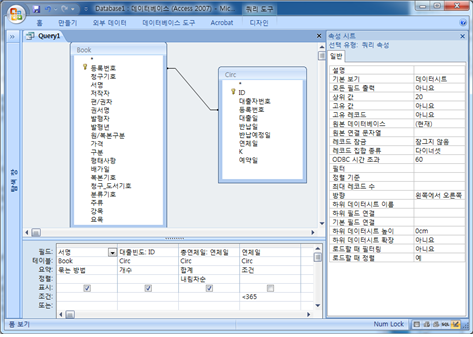 Database1 : 데이터베이스 (Access 2007) - Mic... 쿼리 도구
홈 만들기 외부 데이터 데이터베이스 도구 Acrobat 디자인
Query1
Book
*
등록번호
청구기호
서명
저작자
편/권차
권서명
발행자
발행년
원/복본구분
가격
구분
형태사항
배가일
복본기호
청구_도서기호
분류기호
주류
강목
요목
Circ
*
ID
대출자번호
등록번호
대출일
반납일
반납예정일
연체일
K
예약일
탐색 창
필드: 서명 대출빈도: ID 총연체일: 연체일 연체일
테이블: Book Circ Circ Circ
요약: 묶는 방법 개수 합계 조건
정렬: 내림차순
표시:
조건: <365
또는:
속성 시트
선택 유형: 쿼리 속성
일반
설명
기본 보기 데이터시트
모든 필드 출력 아니요
상위 값 20
고유 값 아니요
고유 레코드 아니요
원본 데이터베이스 (현재)
원본 연결 문자열
레코드 잠금 잠그지 않음
레코드 집합 종류 다이너셋
ODBC 시간 초과 60
필터
정렬 기준
최대 레코드 수
방향 왼쪽에서 오른쪽
하위 데이터시트 이름
하위 필드 연결
기본 필드 연결
하위 데이터시트 높이 0cm
하위 데이터시트 확장 아니요
로드할 때 필터링 아니요
로드할 때 정렬 예
폼 보기 Num Lock SQL